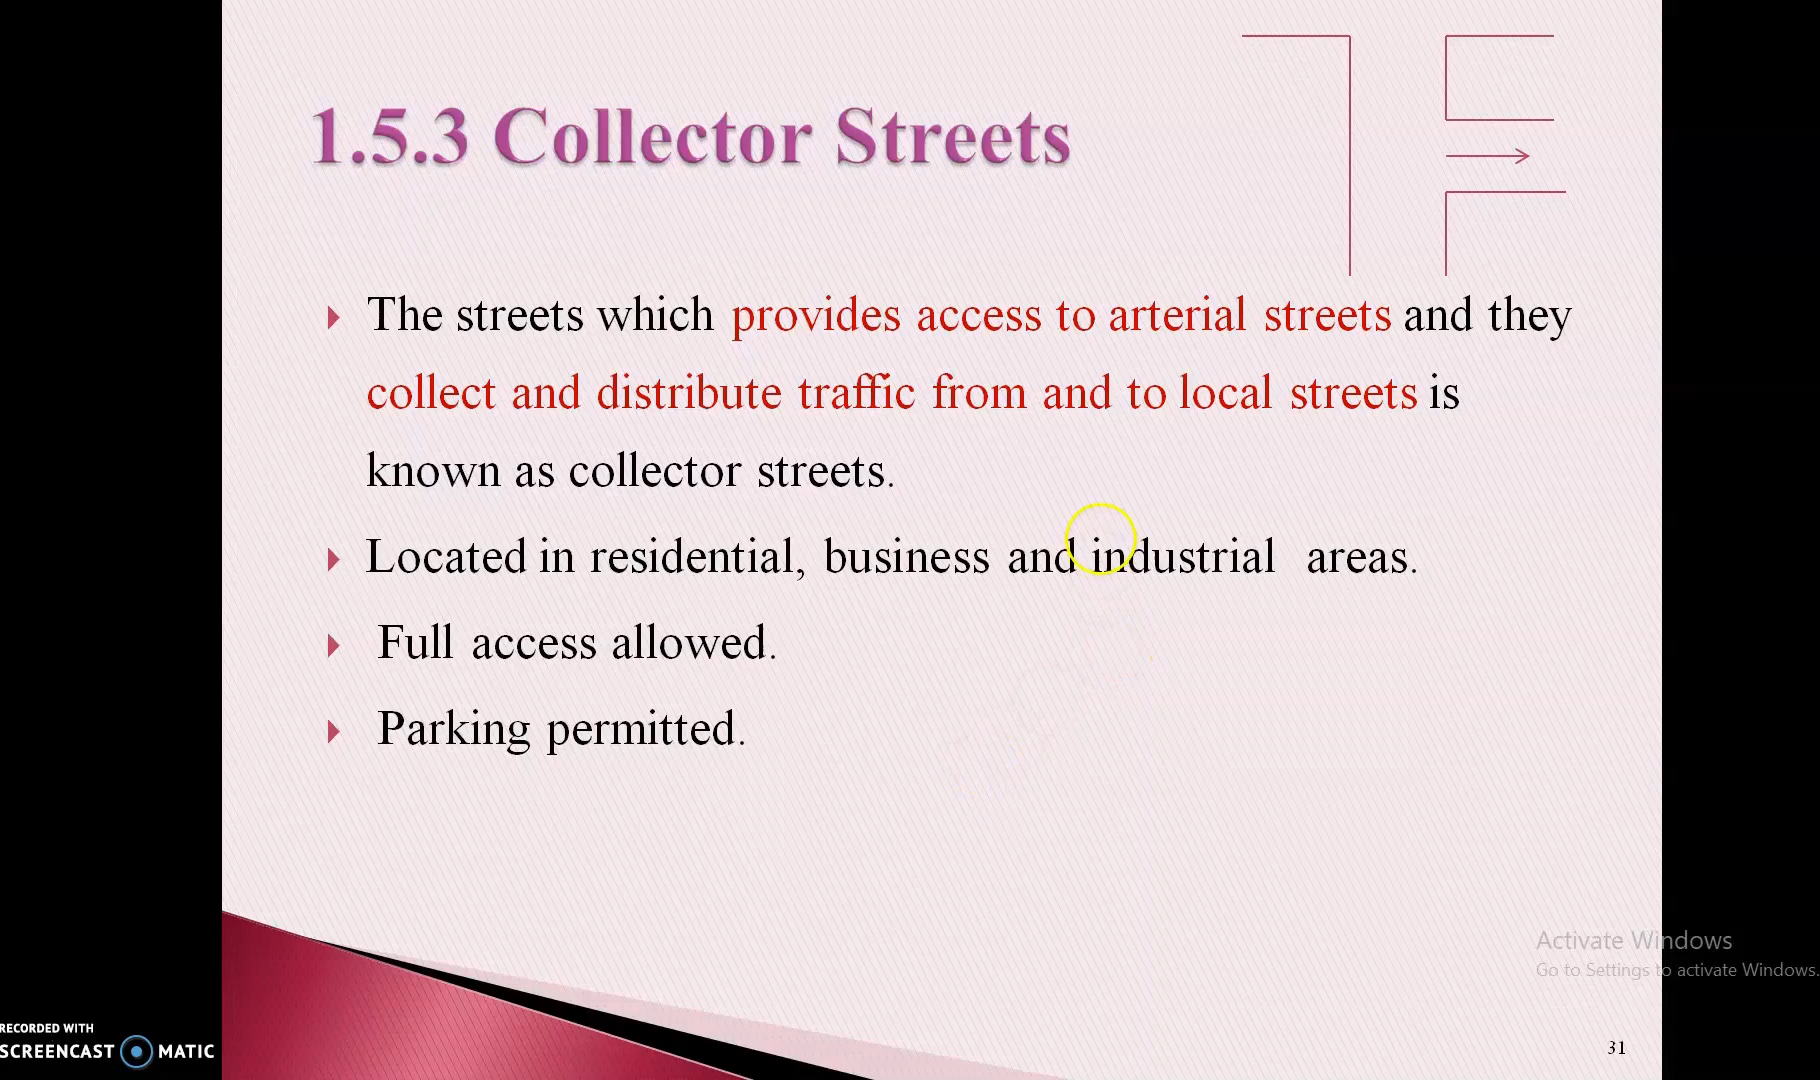 1.5.3 Collector Streets
The streets which provides access to arterial streets and they
collect and distribute traffic from and to local streets is
known as collector streets.
Located in residential, business and industrial areas.
Full access allowed.
Parking permitted.
Activate Windows
Go to Settings to activate Windows.
RECORDED WITH
SCREENCAST MATIC
31